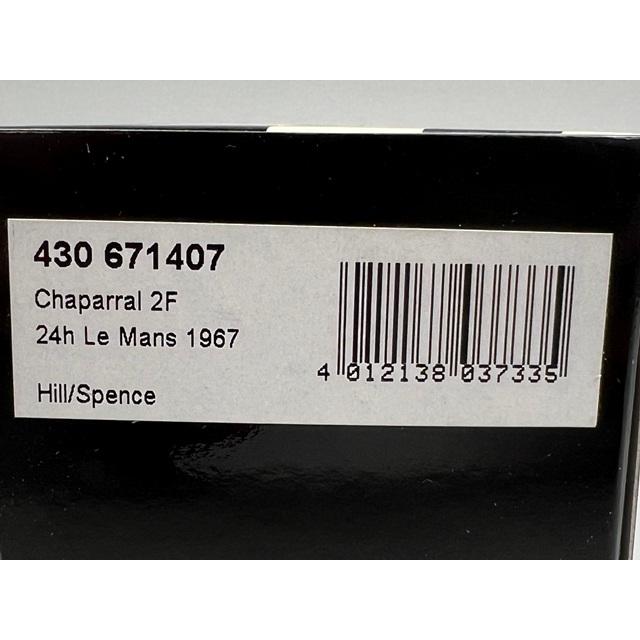 430 671407
Chaparral 2F
24h Le Mans 1967
Hill/Spence
4 012138 037335